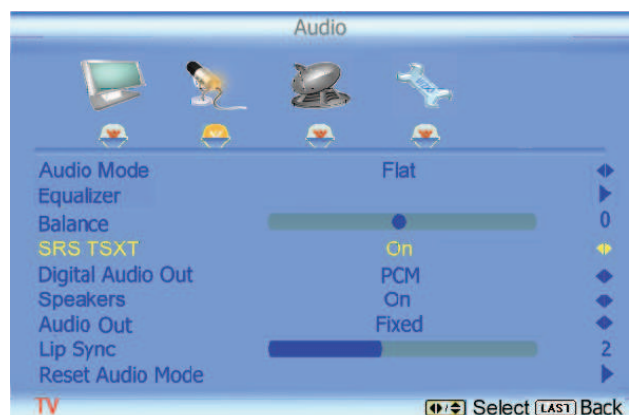 Audio
Audio Mode Flat
Equalizer
Balance 0
SRS TSXT On
Digital Audio Out PCM
Speakers On
Audio Out Fixed
Lip Sync 2
Reset Audio Mode
TV Select LAST Back